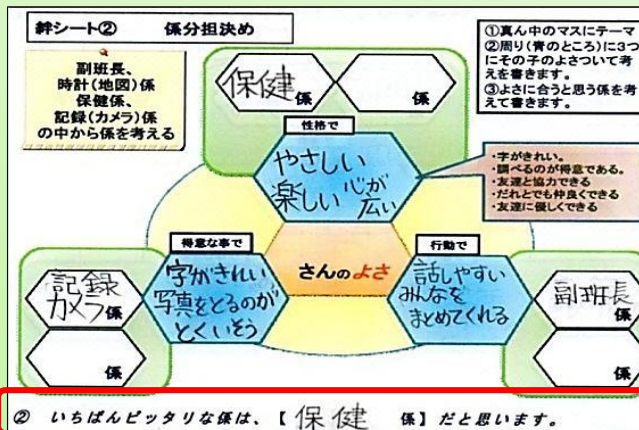 絆シート② 係分担決め
副班長、
時計(地図)係
保健係、
記録(カメラ)係
の中から係を考える
①真ん中のマスにテーマ
②周り(青のところ)に3つ
にその子のよさついて考
えを書きます。
③よさに合うと思う係を考
えて書きます。
保健 係
係
性格で
やさしい
楽しい 心が
広い
・字がきれい。
・調べるのが得意である。
・友達と協力できる
・だれとでも仲良くできる
・友達に優しくできる
得意な事で
字がきれい
写真をとるのが
とくいそう
さんのよさ
行動で
話しやすい
みんなを
まとめてくれる
記録
カメラ 係
係
副班長
係
係
② いちばんピッタリな係は、【 保健 係】だと思います。